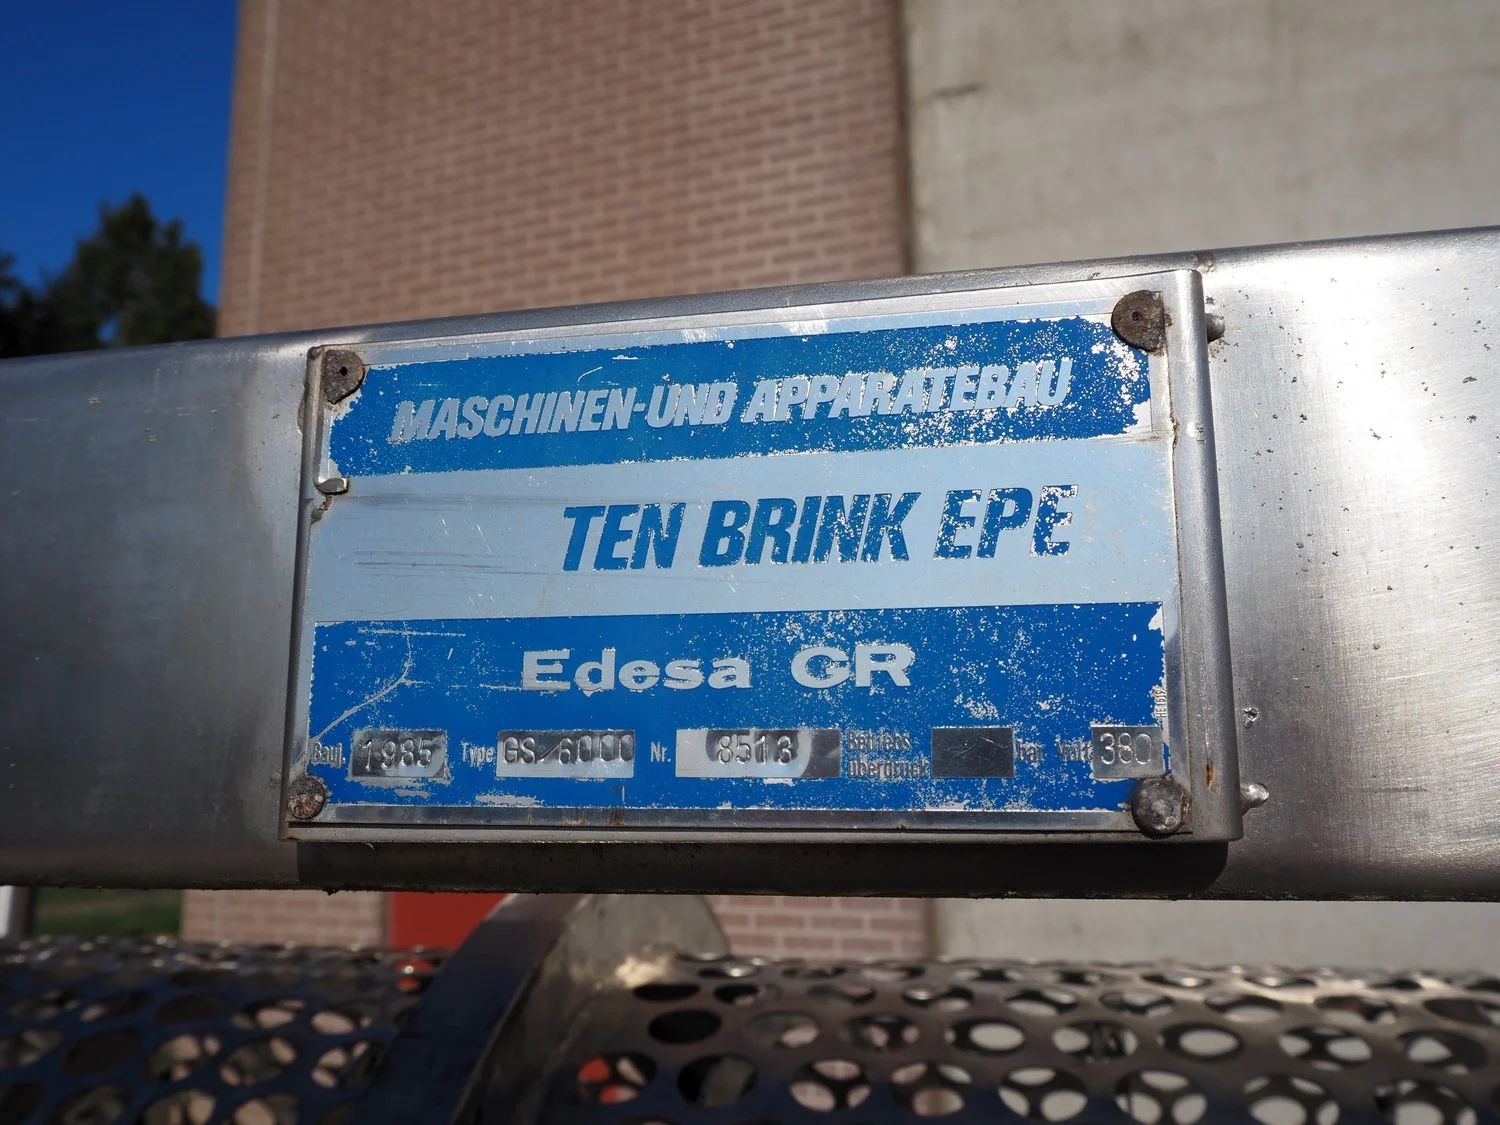 MASCHINEN-UND APPARATEBAU
TEN BRINK EPE
Edesa GR
Bauj. 1985 Type GS 6000 Nr. 8513 Betriebs überdruck bar Volt 380